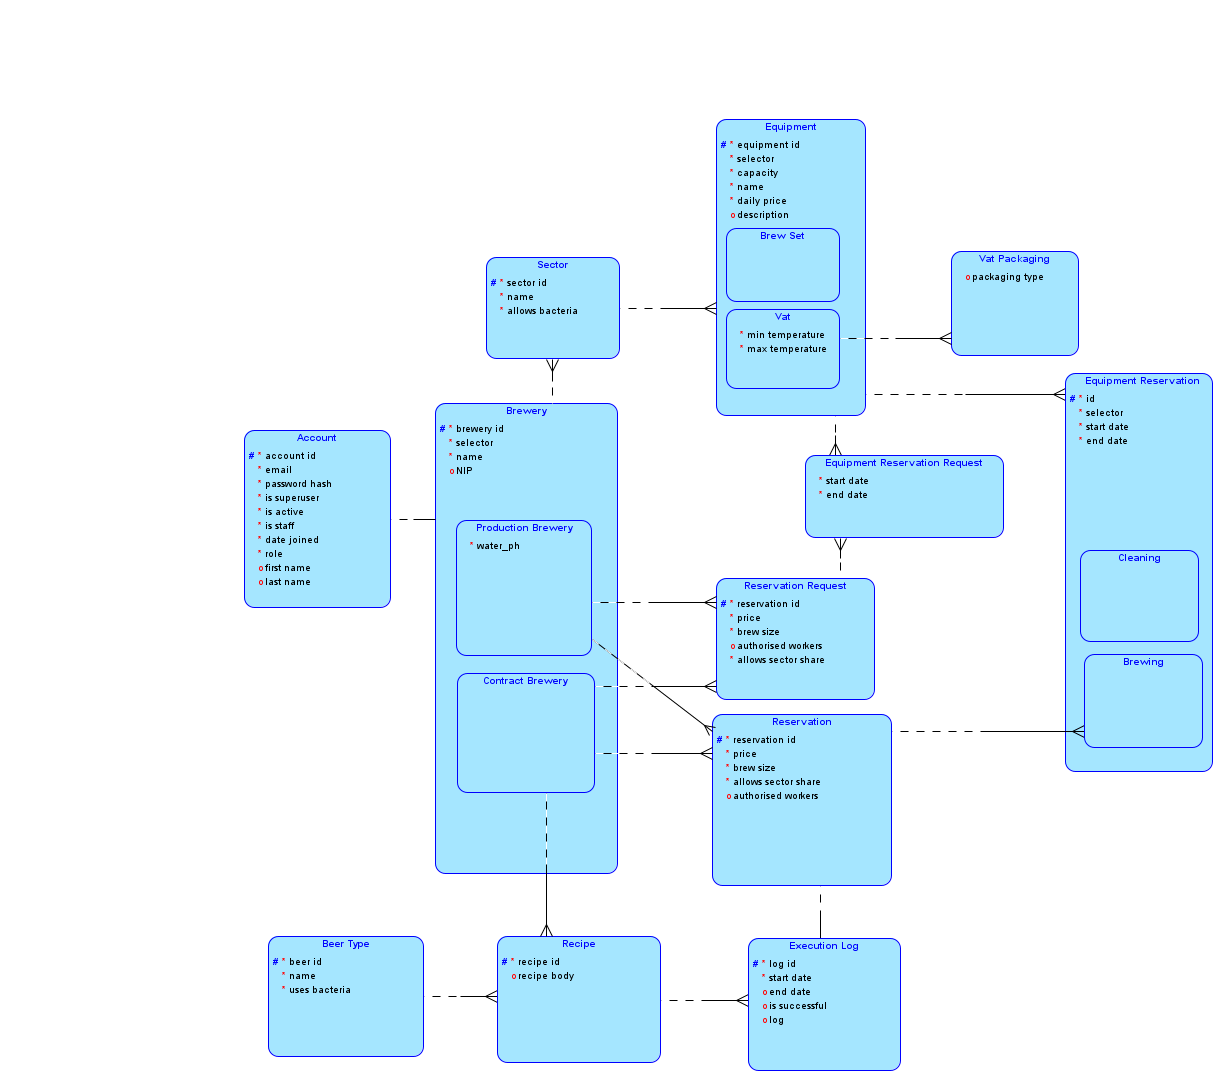 Equipment
# * equipment id
* selector
* capacity
* name
* daily price
o description
Brew Set
Vat
* min temperature
* max temperature
Sector
# * sector id
* name
* allows bacteria
Vat Packaging
o packaging type
Equipment Reservation
# * id
* selector
* start date
* end date
Cleaning
Brewing
Brewery
# * brewery id
* selector
* name
o NIP
Production Brewery
* water_ph
Contract Brewery
Account
# * account id
* email
* password hash
* is superuser
* is active
* is staff
* date joined
* role
o first name
o last name
Equipment Reservation Request
* start date
* end date
Reservation Request
# * reservation id
* price
* brew size
o authorised workers
* allows sector share
Reservation
# * reservation id
* price
* brew size
* allows sector share
o authorised workers
Beer Type
# * beer id
* name
* uses bacteria
Recipe
# * recipe id
o recipe body
Execution Log
# * log id
* start date
o end date
o is successful
o log